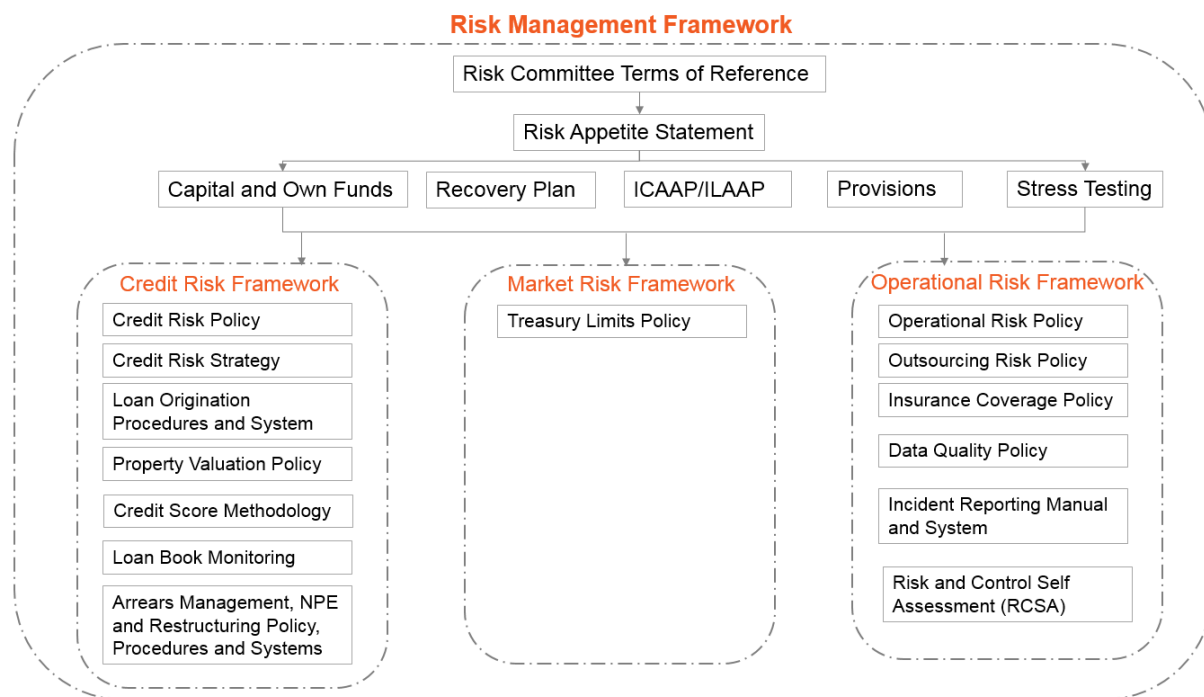 Risk Management Framework
Risk Committee Terms of Reference
Risk Appetite Statement
Capital and Own Funds
Recovery Plan
ICAAP/ILAAP
Provisions
Stress Testing
Credit Risk Framework
Credit Risk Policy
Credit Risk Strategy
Loan Origination
Procedures and System
Property Valuation Policy
Credit Score Methodology
Loan Book Monitoring
Arrears Management, NPE
and Restructuring Policy,
Procedures and Systems
Market Risk Framework
Treasury Limits Policy
Operational Risk Framework
Operational Risk Policy
Outsourcing Risk Policy
Insurance Coverage Policy
Data Quality Policy
Incident Reporting Manual
and System
Risk and Control Self
Assessment (RCSA)